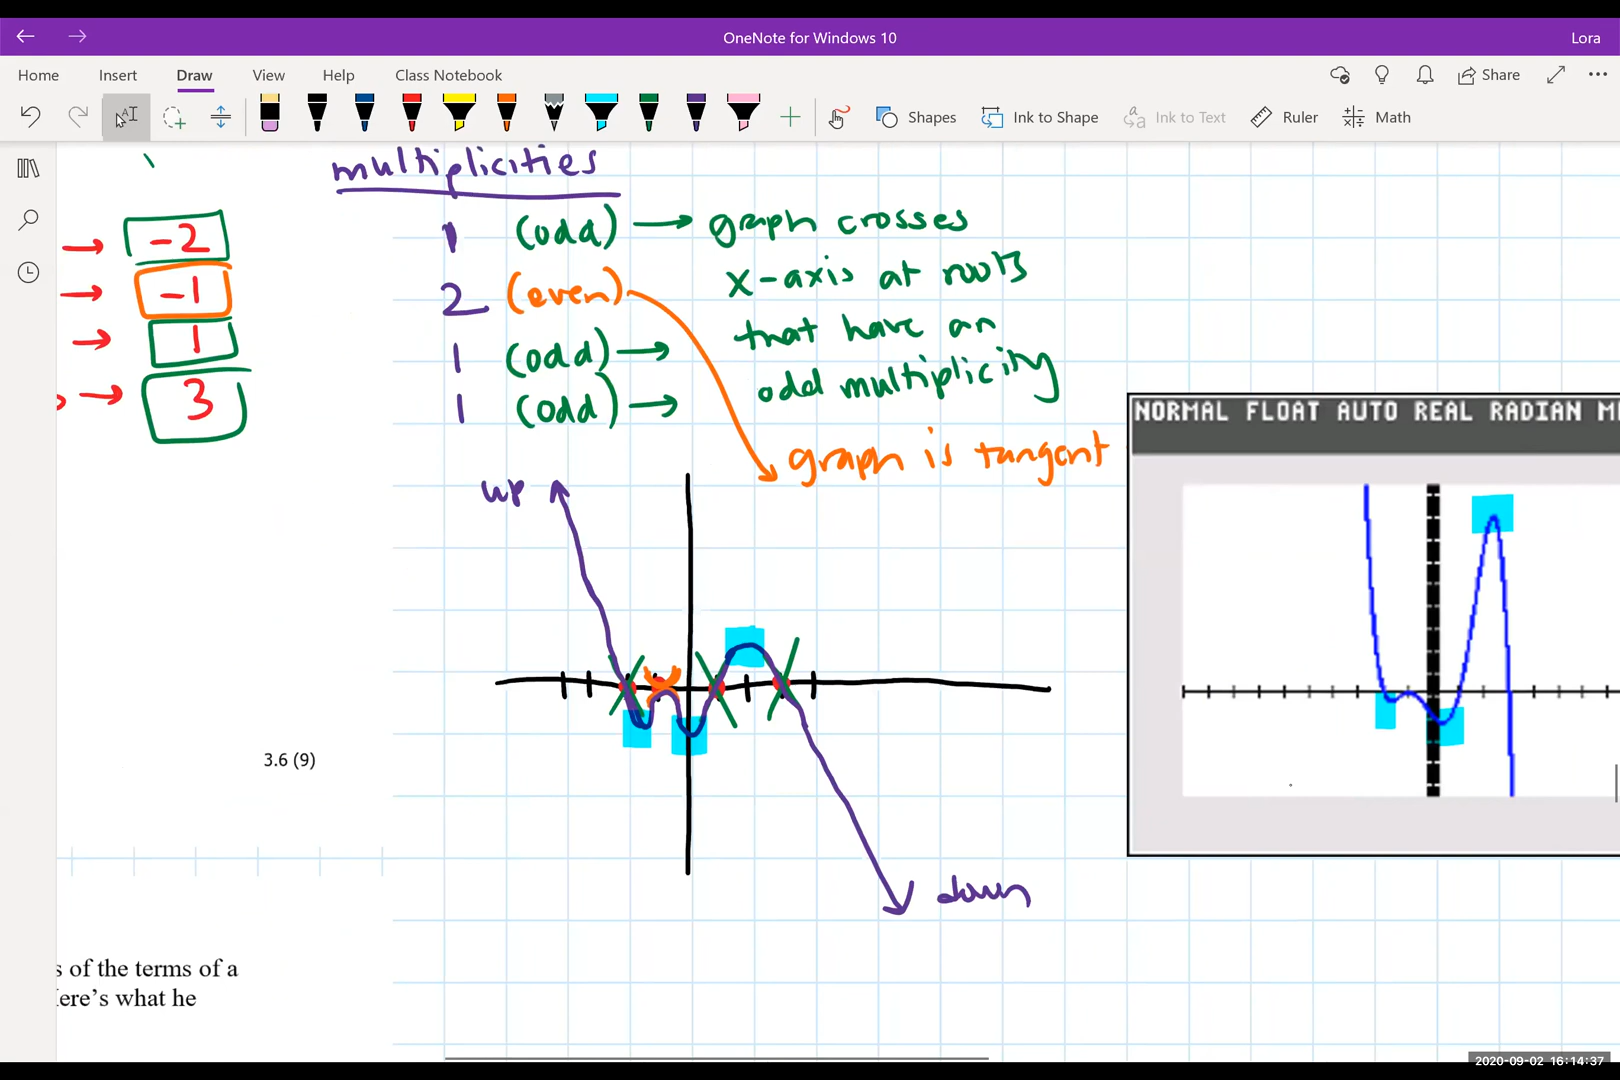 OneNote for Windows 10
Lora
Home Insert Draw View Help Class Notebook
Share
Shapes Ink to Shape Ink to Text Ruler Math
multiplicities
-2 1 (odd) → graph crosses
x-axis at roots
-1 2 (even)
that have an
1 1 (odd) →
odd multiplicity
3 1 (odd) →
graph is tangent
NORMAL FLOAT AUTO REAL RADIAN M
up
3.6 (9)
down
s of the terms of a
Here's what he
2020-09-02 16:14:37